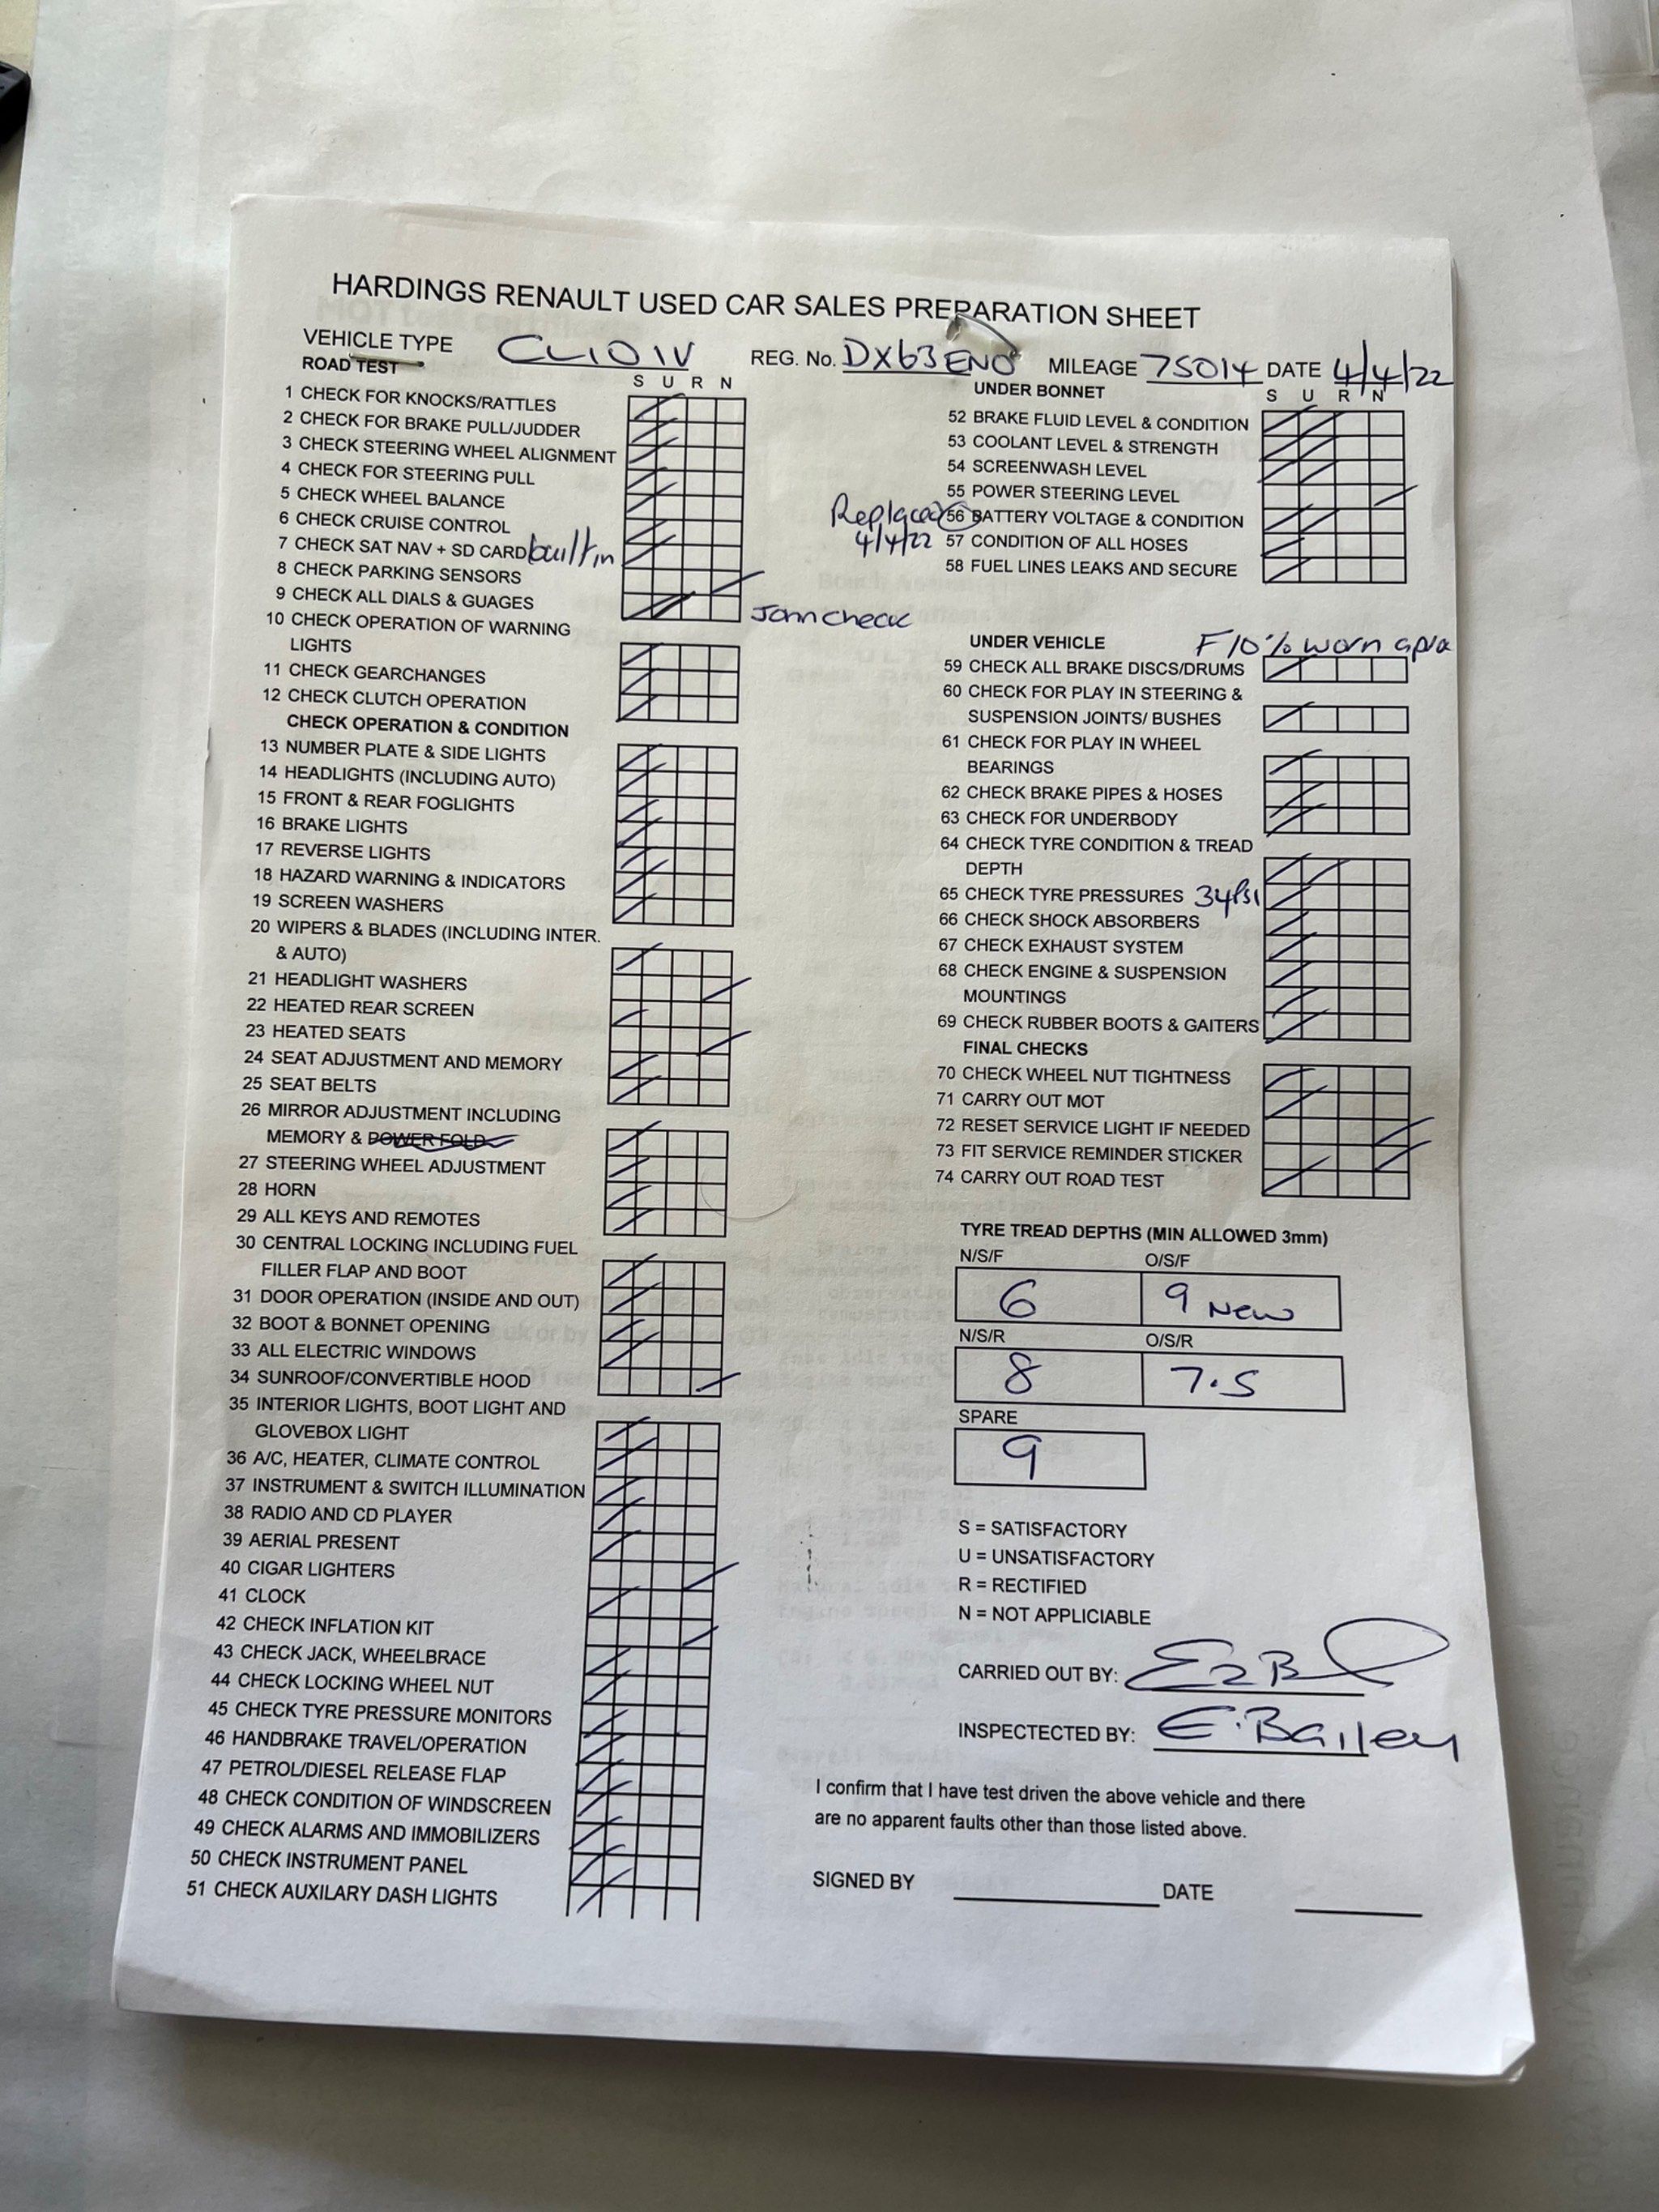 HARDINGS RENAULT USED CAR SALES PREPARATION SHEET
VEHICLE TYPE CLIO IV REG. No. DX63ENO MILEAGE 75014 DATE 4/4/22
ROAD TEST
S U R N
1 CHECK FOR KNOCKS/RATTLES
2 CHECK FOR BRAKE PULL/JUDDER
3 CHECK STEERING WHEEL ALIGNMENT
4 CHECK FOR STEERING PULL
5 CHECK WHEEL BALANCE
6 CHECK CRUISE CONTROL
7 CHECK SAT NAV + SD CARD built in
8 CHECK PARKING SENSORS
9 CHECK ALL DIALS & GUAGES
John check
10 CHECK OPERATION OF WARNING
LIGHTS
11 CHECK GEARCHANGES
12 CHECK CLUTCH OPERATION
CHECK OPERATION & CONDITION
13 NUMBER PLATE & SIDE LIGHTS
14 HEADLIGHTS (INCLUDING AUTO)
15 FRONT & REAR FOGLIGHTS
16 BRAKE LIGHTS
17 REVERSE LIGHTS
18 HAZARD WARNING & INDICATORS
19 SCREEN WASHERS
20 WIPERS & BLADES (INCLUDING INTER.
& AUTO)
21 HEADLIGHT WASHERS
22 HEATED REAR SCREEN
23 HEATED SEATS
24 SEAT ADJUSTMENT AND MEMORY
25 SEAT BELTS
26 MIRROR ADJUSTMENT INCLUDING
MEMORY & POWER FOLD
27 STEERING WHEEL ADJUSTMENT
28 HORN
29 ALL KEYS AND REMOTES
30 CENTRAL LOCKING INCLUDING FUEL
FILLER FLAP AND BOOT
31 DOOR OPERATION (INSIDE AND OUT)
32 BOOT & BONNET OPENING
33 ALL ELECTRIC WINDOWS
34 SUNROOF/CONVERTIBLE HOOD
35 INTERIOR LIGHTS, BOOT LIGHT AND
GLOVEBOX LIGHT
36 A/C, HEATER, CLIMATE CONTROL
37 INSTRUMENT & SWITCH ILLUMINATION
38 RADIO AND CD PLAYER
39 AERIAL PRESENT
40 CIGAR LIGHTERS
41 CLOCK
42 CHECK INFLATION KIT
43 CHECK JACK, WHEELBRACE
44 CHECK LOCKING WHEEL NUT
45 CHECK TYRE PRESSURE MONITORS
46 HANDBRAKE TRAVEL/OPERATION
47 PETROL/DIESEL RELEASE FLAP
48 CHECK CONDITION OF WINDSCREEN
49 CHECK ALARMS AND IMMOBILIZERS
50 CHECK INSTRUMENT PANEL
51 CHECK AUXILARY DASH LIGHTS
UNDER BONNET
S U R N
52 BRAKE FLUID LEVEL & CONDITION
53 COOLANT LEVEL & STRENGTH
54 SCREENWASH LEVEL
55 POWER STEERING LEVEL
Replaced 56 BATTERY VOLTAGE & CONDITION
4/4/22 57 CONDITION OF ALL HOSES
58 FUEL LINES LEAKS AND SECURE
UNDER VEHICLE F 10% worn
59 CHECK ALL BRAKE DISCS/DRUMS
60 CHECK FOR PLAY IN STEERING &
SUSPENSION JOINTS/ BUSHES
61 CHECK FOR PLAY IN WHEEL
BEARINGS
62 CHECK BRAKE PIPES & HOSES
63 CHECK FOR UNDERBODY
64 CHECK TYRE CONDITION & TREAD
DEPTH
65 CHECK TYRE PRESSURES 34Psi
66 CHECK SHOCK ABSORBERS
67 CHECK EXHAUST SYSTEM
68 CHECK ENGINE & SUSPENSION
MOUNTINGS
69 CHECK RUBBER BOOTS & GAITERS
FINAL CHECKS
70 CHECK WHEEL NUT TIGHTNESS
71 CARRY OUT MOT
72 RESET SERVICE LIGHT IF NEEDED
73 FIT SERVICE REMINDER STICKER
74 CARRY OUT ROAD TEST
TYRE TREAD DEPTHS (MIN ALLOWED 3mm)
N/S/F O/S/F
6 9 New
N/S/R O/S/R
8 7.5
SPARE
9
S = SATISFACTORY
U = UNSATISFACTORY
R = RECTIFIED
N = NOT APPLICIABLE
CARRIED OUT BY:
INSPECTECTED BY: E. Bailey
I confirm that I have test driven the above vehicle and there
are no apparent faults other than those listed above.
SIGNED BY DATE